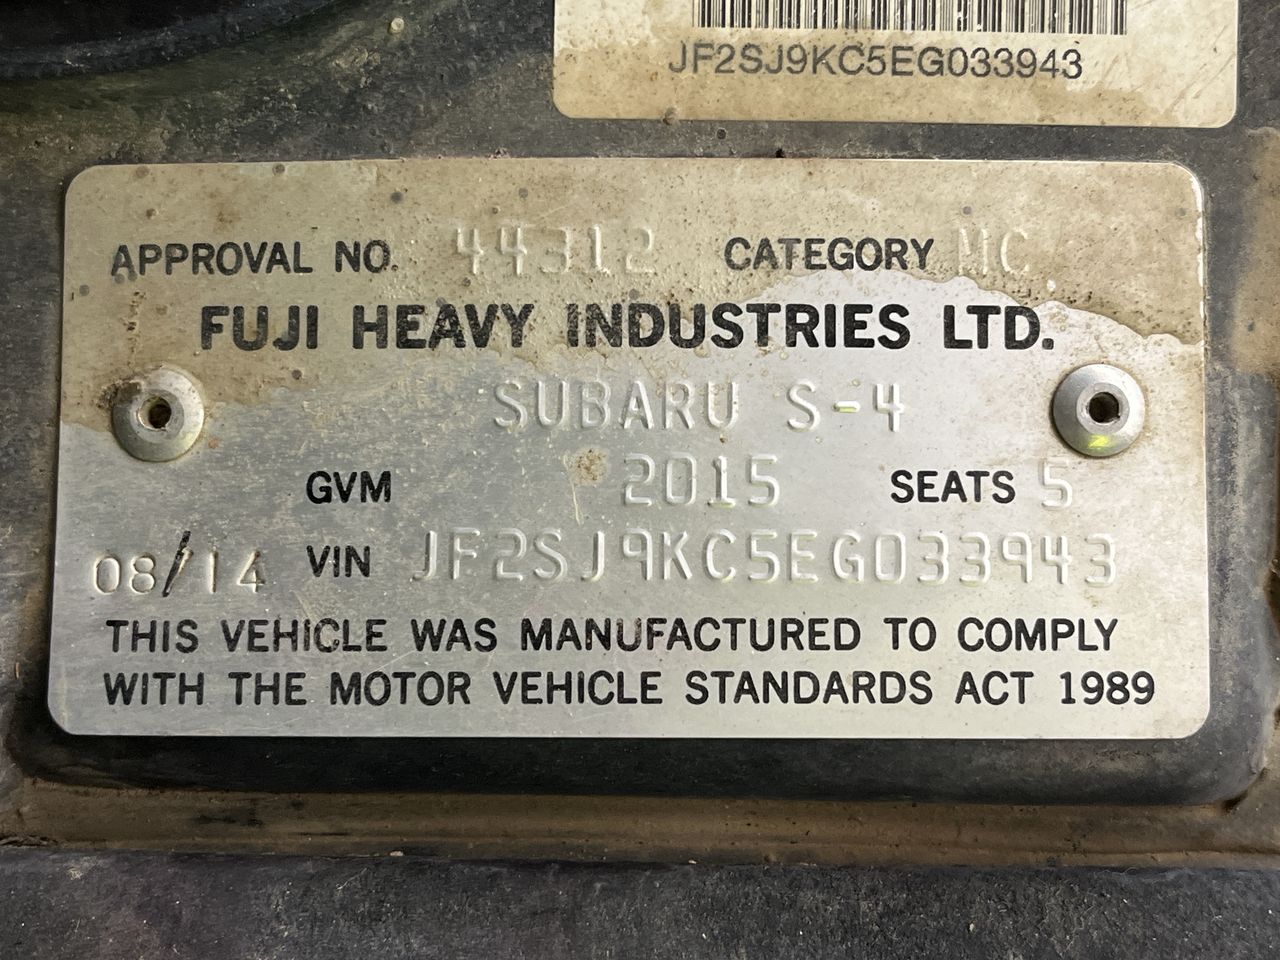 JF2SJ9KC5EG033943
APPROVAL NO. 44312 CATEGORY MC
FUJI HEAVY INDUSTRIES LTD.
SUBARU S-4
GVM 2015 SEATS 5
08/14 VIN JF2SJ9KC5EG033943
THIS VEHICLE WAS MANUFACTURED TO COMPLY
WITH THE MOTOR VEHICLE STANDARDS ACT 1989